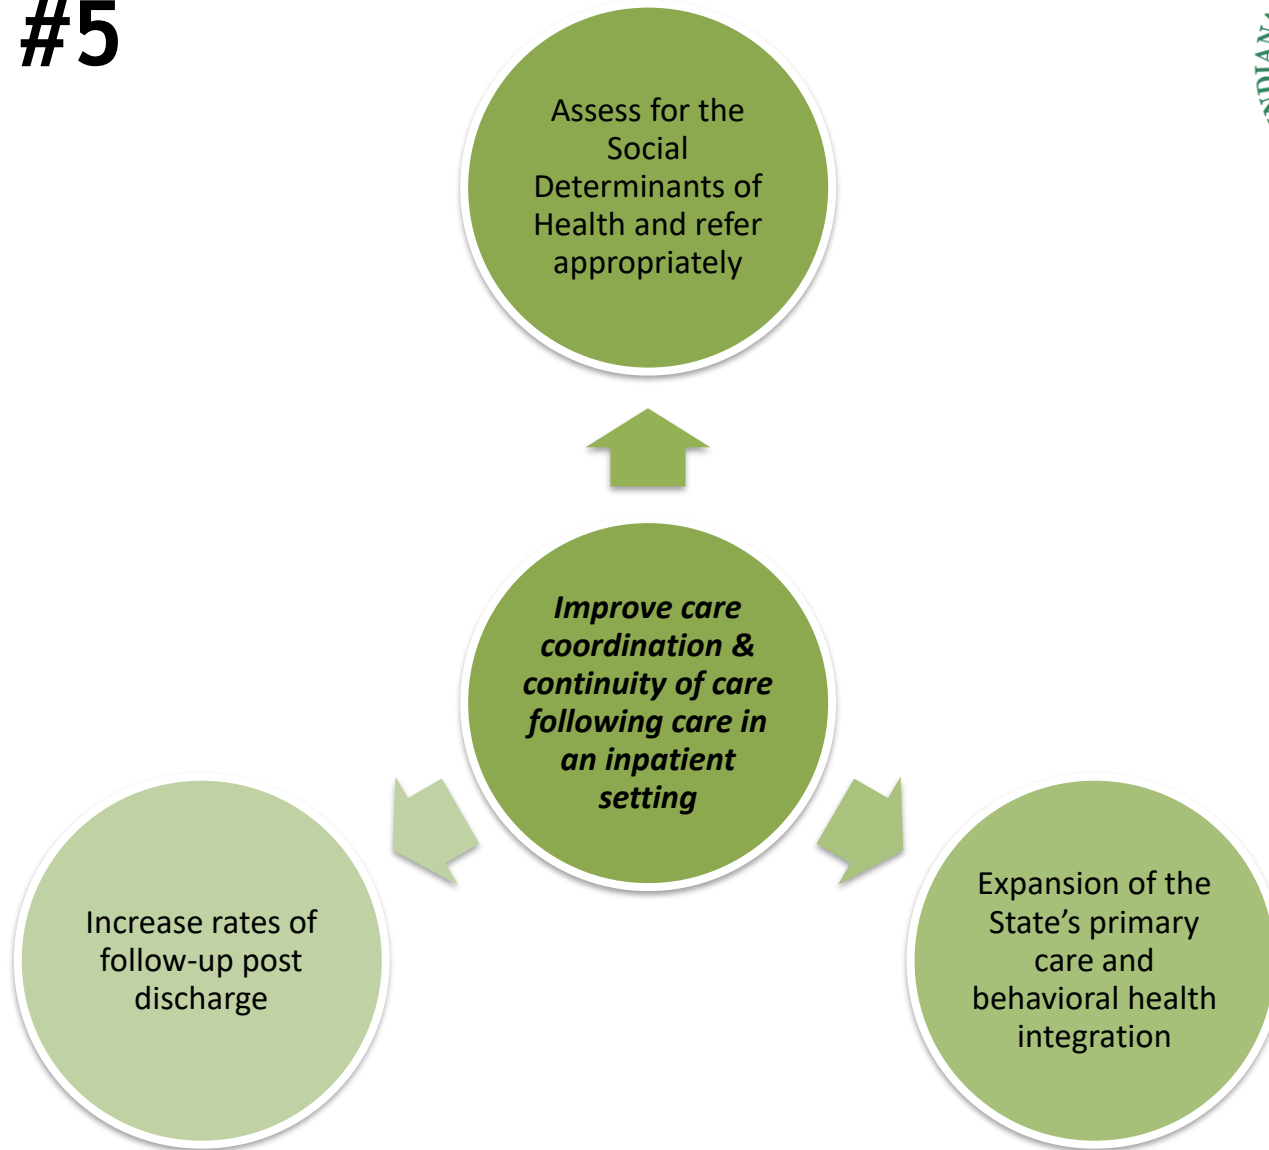 #5
Assess for the
Social
Determinants of
Health and refer
appropriately
Improve care
coordination &
continuity of care
following care in
an inpatient
setting
Increase rates of
follow-up post
discharge
Expansion of the
State’s primary
care and
behavioral health
integration